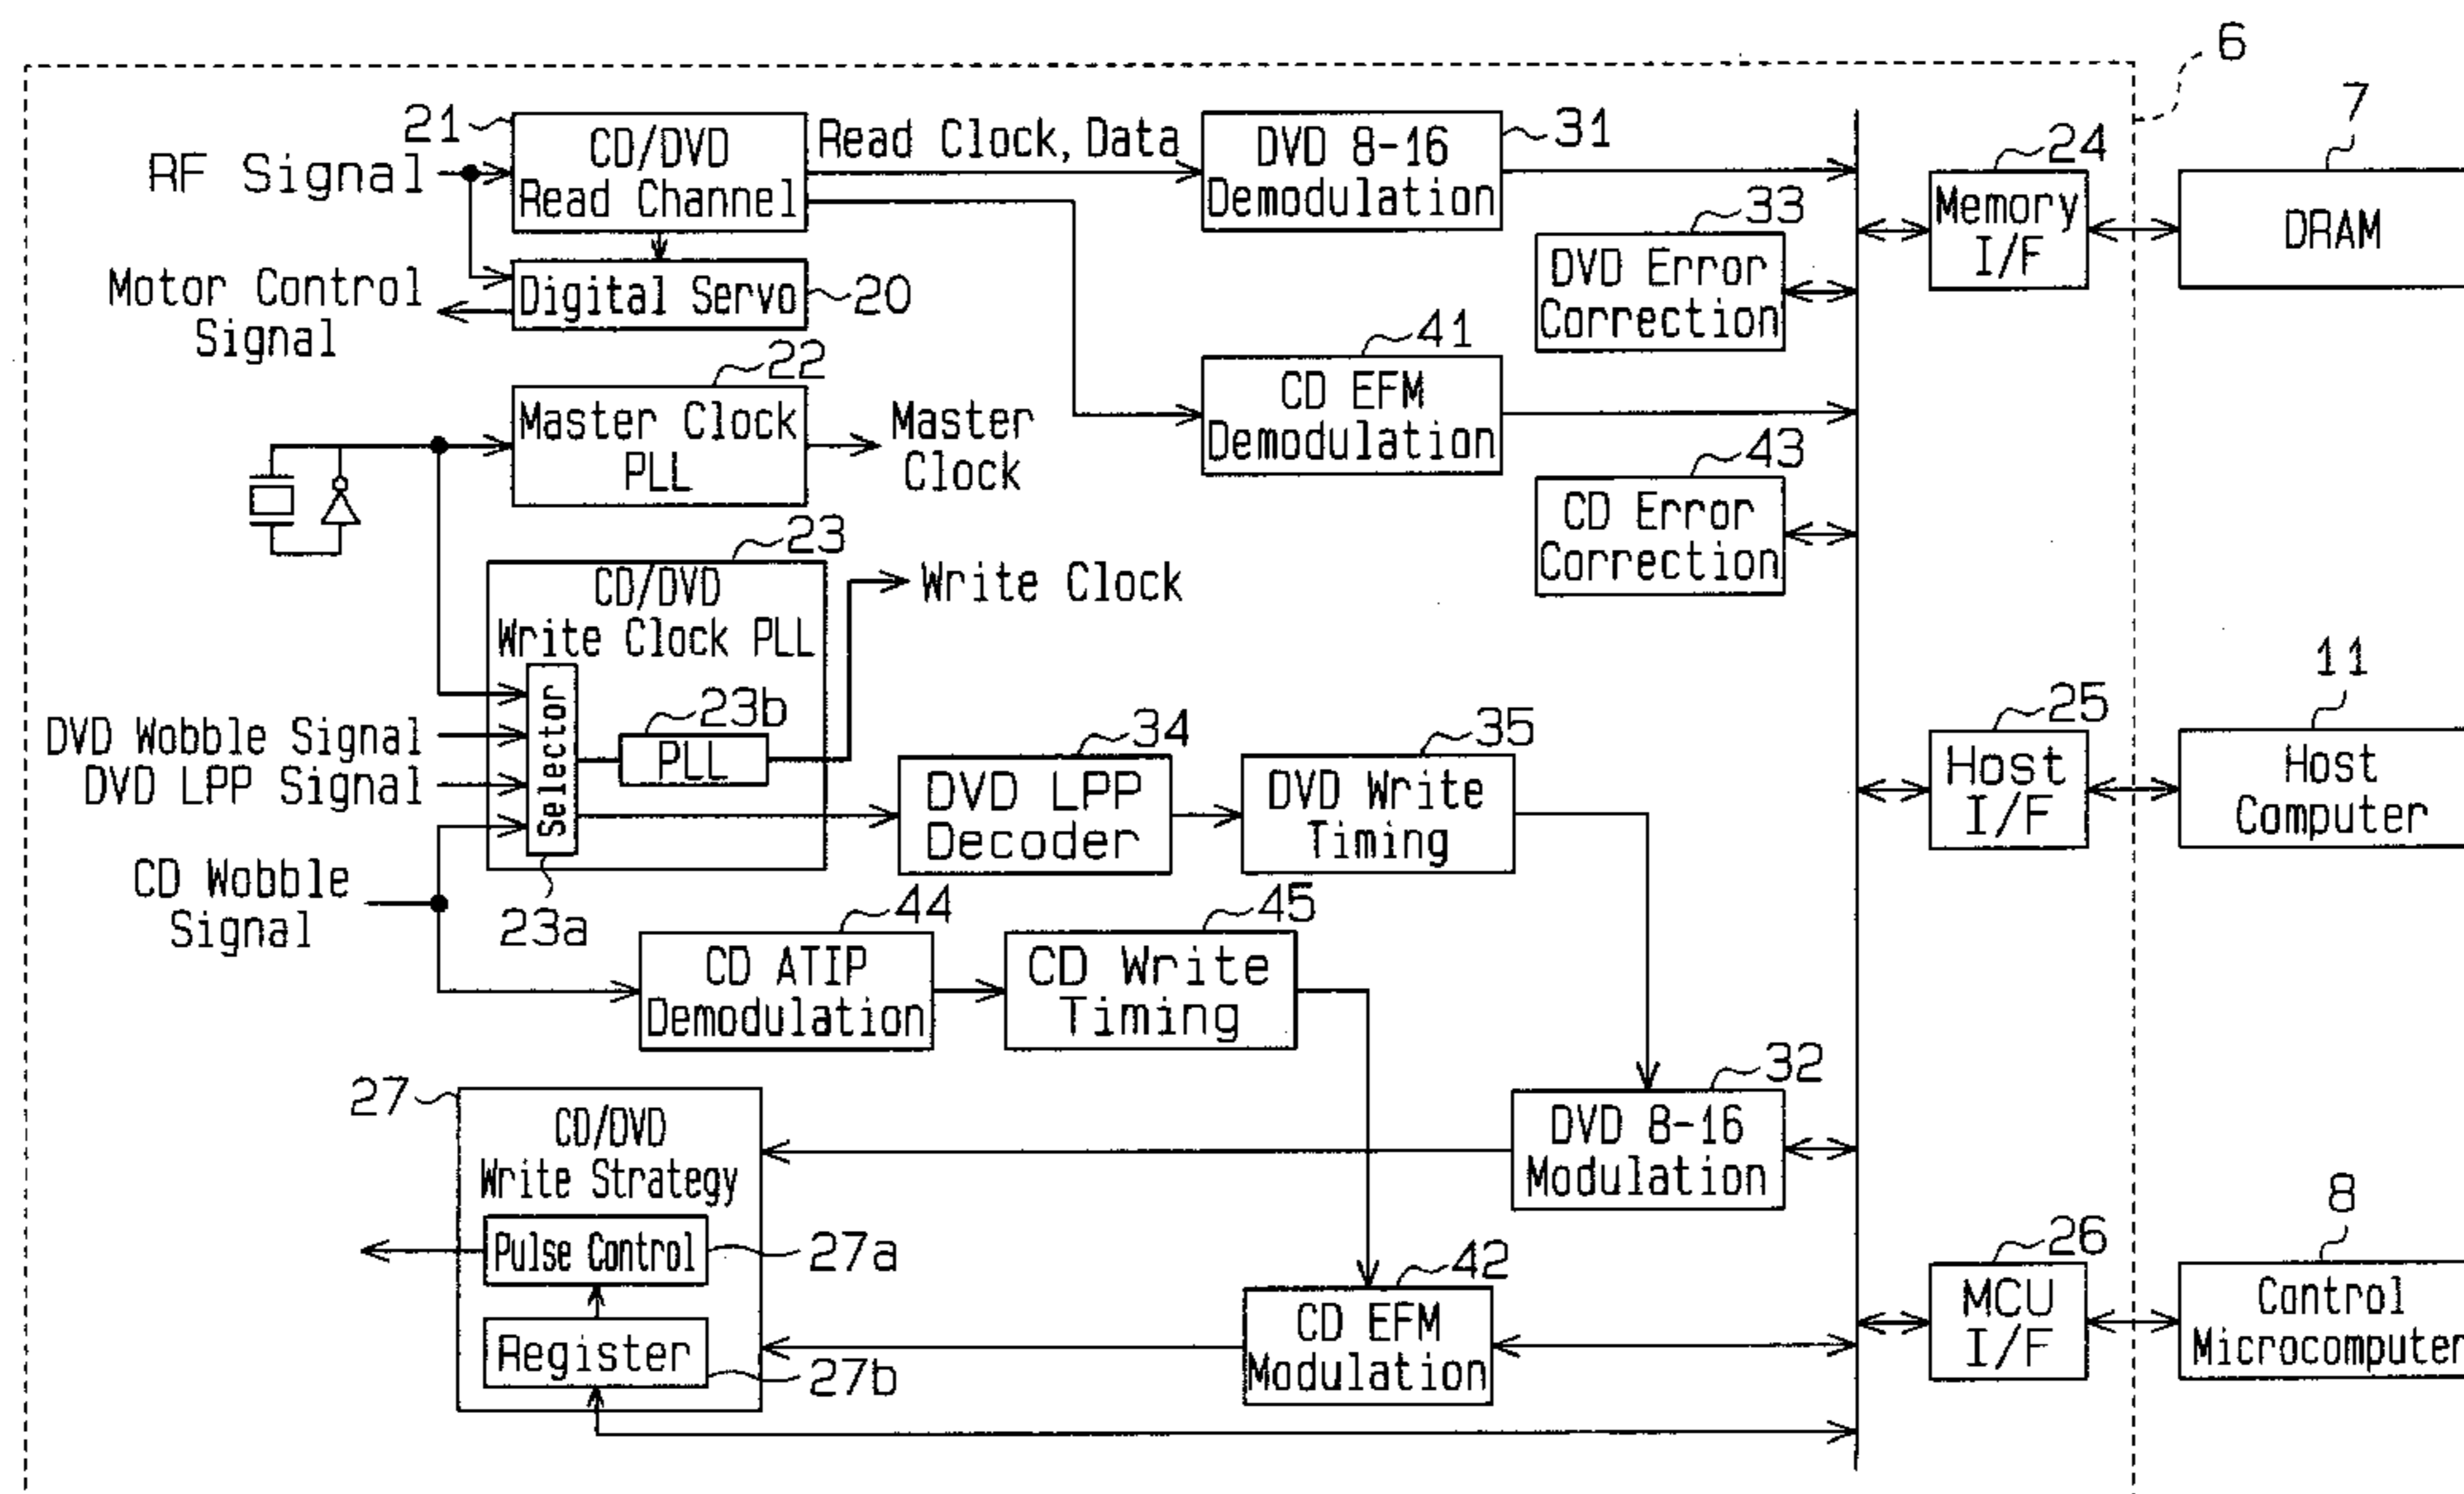 6
7
21
CD/DVD
Read Channel
RF Signal
Read Clock, Data
DVD 8-16
Demodulation
31
24
Memory
I/F
DRAM
33
DVD Error
Correction
Motor Control
Signal
Digital Servo
20
41
CD EFM
Demodulation
22
Master Clock
PLL
Master
Clock
43
CD Error
Correction
23
CD/DVD
Write Clock PLL
Write Clock
Selector
23b
PLL
DVD Wobble Signal
DVD LPP Signal
CD Wobble
Signal
23a
34
DVD LPP
Decoder
35
DVD Write
Timing
25
Host
I/F
11
Host
Computer
44
CD ATIP
Demodulation
45
CD Write
Timing
27
CD/DVD
Write Strategy
Pulse Control
27a
Register
27b
32
DVD 8-16
Modulation
42
CD EFM
Modulation
26
MCU
I/F
8
Control
Microcomputer